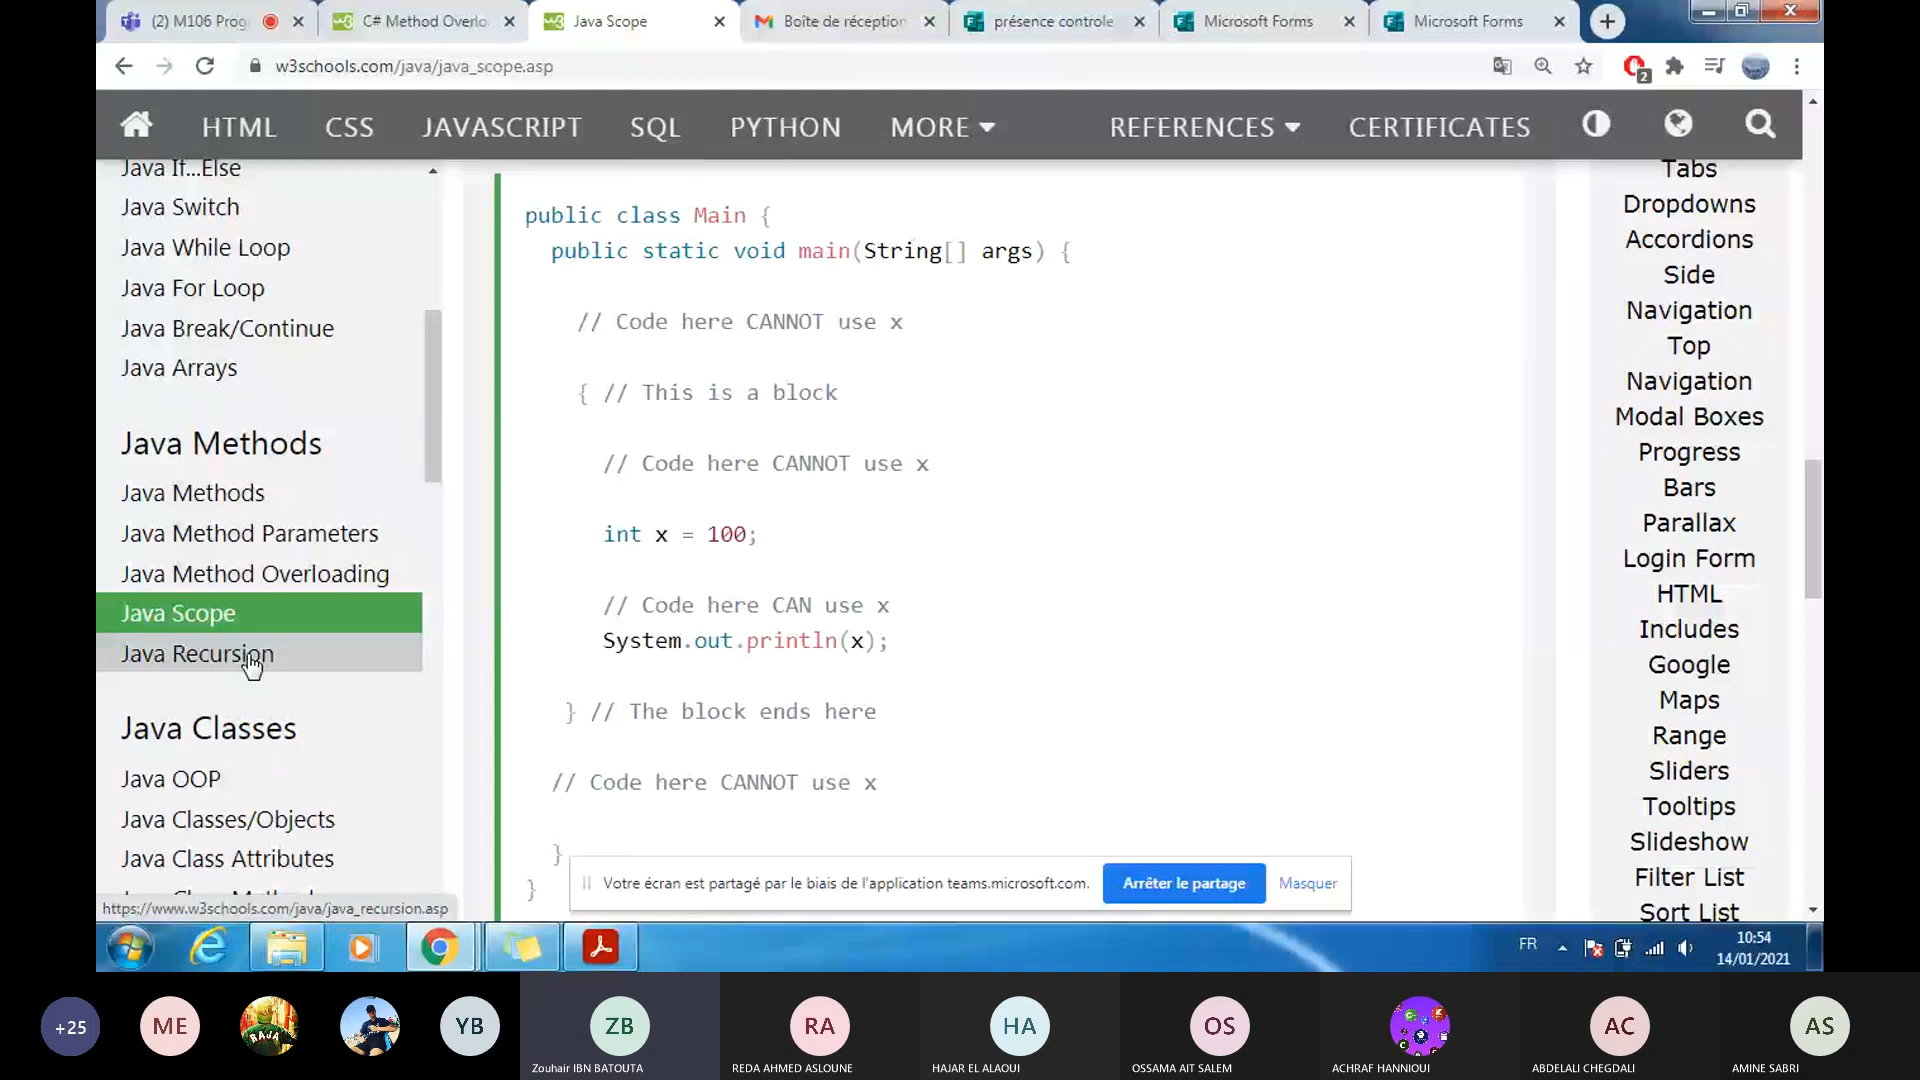 (2) M106 Prog
C# Method Overlo
Java Scope
Boîte de réception
présence controle
Microsoft Forms
Microsoft Forms
w3schools.com/java/java_scope.asp
2
HTML
CSS
JAVASCRIPT
SQL
PYTHON
MORE
REFERENCES
CERTIFICATES
Java If...Else
Java Switch
Java While Loop
Java For Loop
Java Break/Continue
Java Arrays
Java Methods
Java Methods
Java Method Parameters
Java Method Overloading
Java Scope
Java Recursion
Java Classes
Java OOP
Java Classes/Objects
Java Class Attributes
https://www.w3schools.com/java/java_recursion.asp
public class Main {
public static void main(String[] args) {
// Code here CANNOT use x
{ // This is a block
// Code here CANNOT use x
int x = 100;
// Code here CAN use x
System.out.println(x);
} // The block ends here
// Code here CANNOT use x
}
}
Votre écran est partagé par le biais de l'application teams.microsoft.com.
Arrêter le partage
Masquer
Tabs
Dropdowns
Accordions
Side
Navigation
Top
Navigation
Modal Boxes
Progress
Bars
Parallax
Login Form
HTML
Includes
Google
Maps
Range
Sliders
Tooltips
Slideshow
Filter List
Sort List
FR
10:54
14/01/2021
+25
ME
RAJA
YB
ZB
Zouhair IBN BATOUTA
RA
REDA AHMED ASLOUNE
HA
HAJAR EL ALAOUI
OS
OSSAMA AIT SALEM
ACHRAF HANNIOUI
AC
ABDELALI CHEGDALI
AS
AMINE SABRI